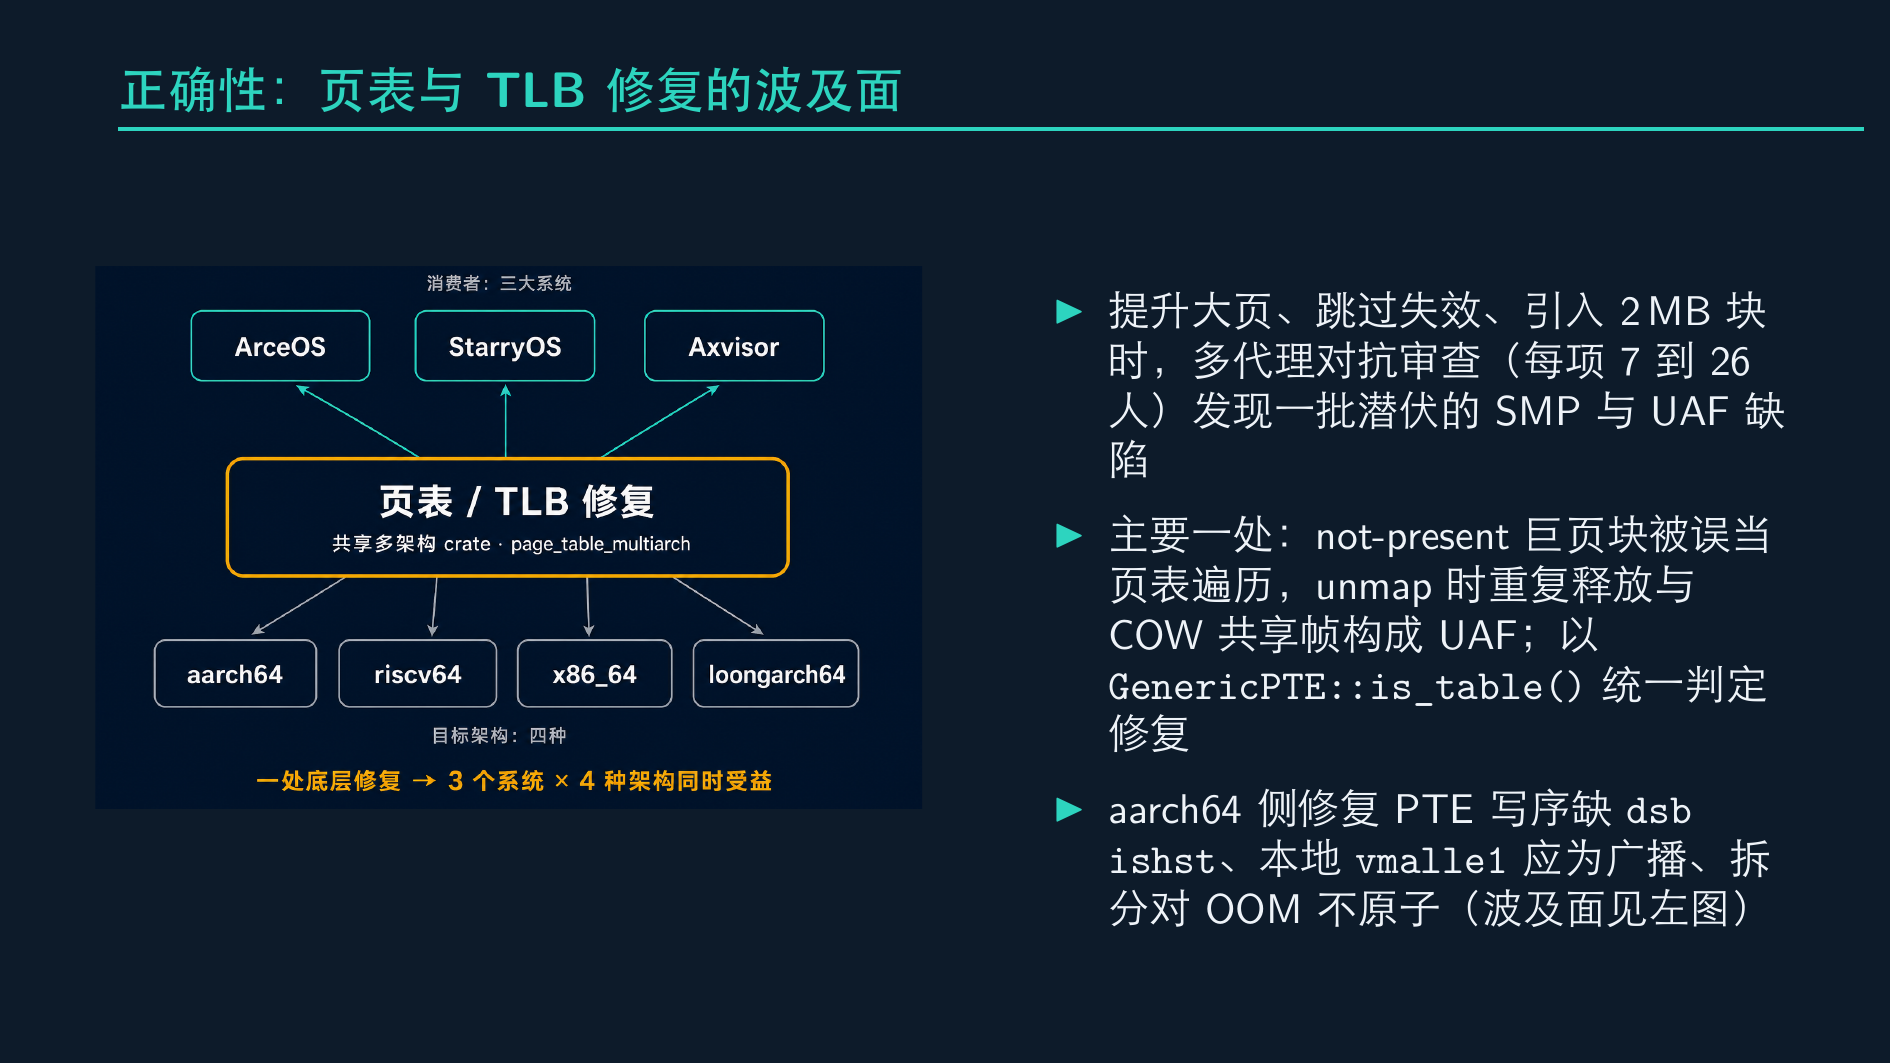 正确性：页表与 TLB 修复的波及面
消费者：三大系统
ArceOS
StarryOS
Axvisor
页表 / TLB 修复
共享多架构 crate · page_table_multiarch
aarch64
riscv64
x86_64
loongarch64
目标架构：四种
一处底层修复 → 3 个系统 × 4 种架构同时受益
▶ 提升大页、跳过失效、引入 2 MB 块
时，多代理对抗审查（每项 7 到 26
人）发现一批潜伏的 SMP 与 UAF 缺
陷
▶ 主要一处：not-present 巨页块被误当
页表遍历，unmap 时重复释放与
COW 共享帧构成 UAF；以
GenericPTE::is_table() 统一判定
修复
▶ aarch64 侧修复 PTE 写序缺 dsb
ishst、本地 vmalle1 应为广播、拆
分对 OOM 不原子（波及面见左图）